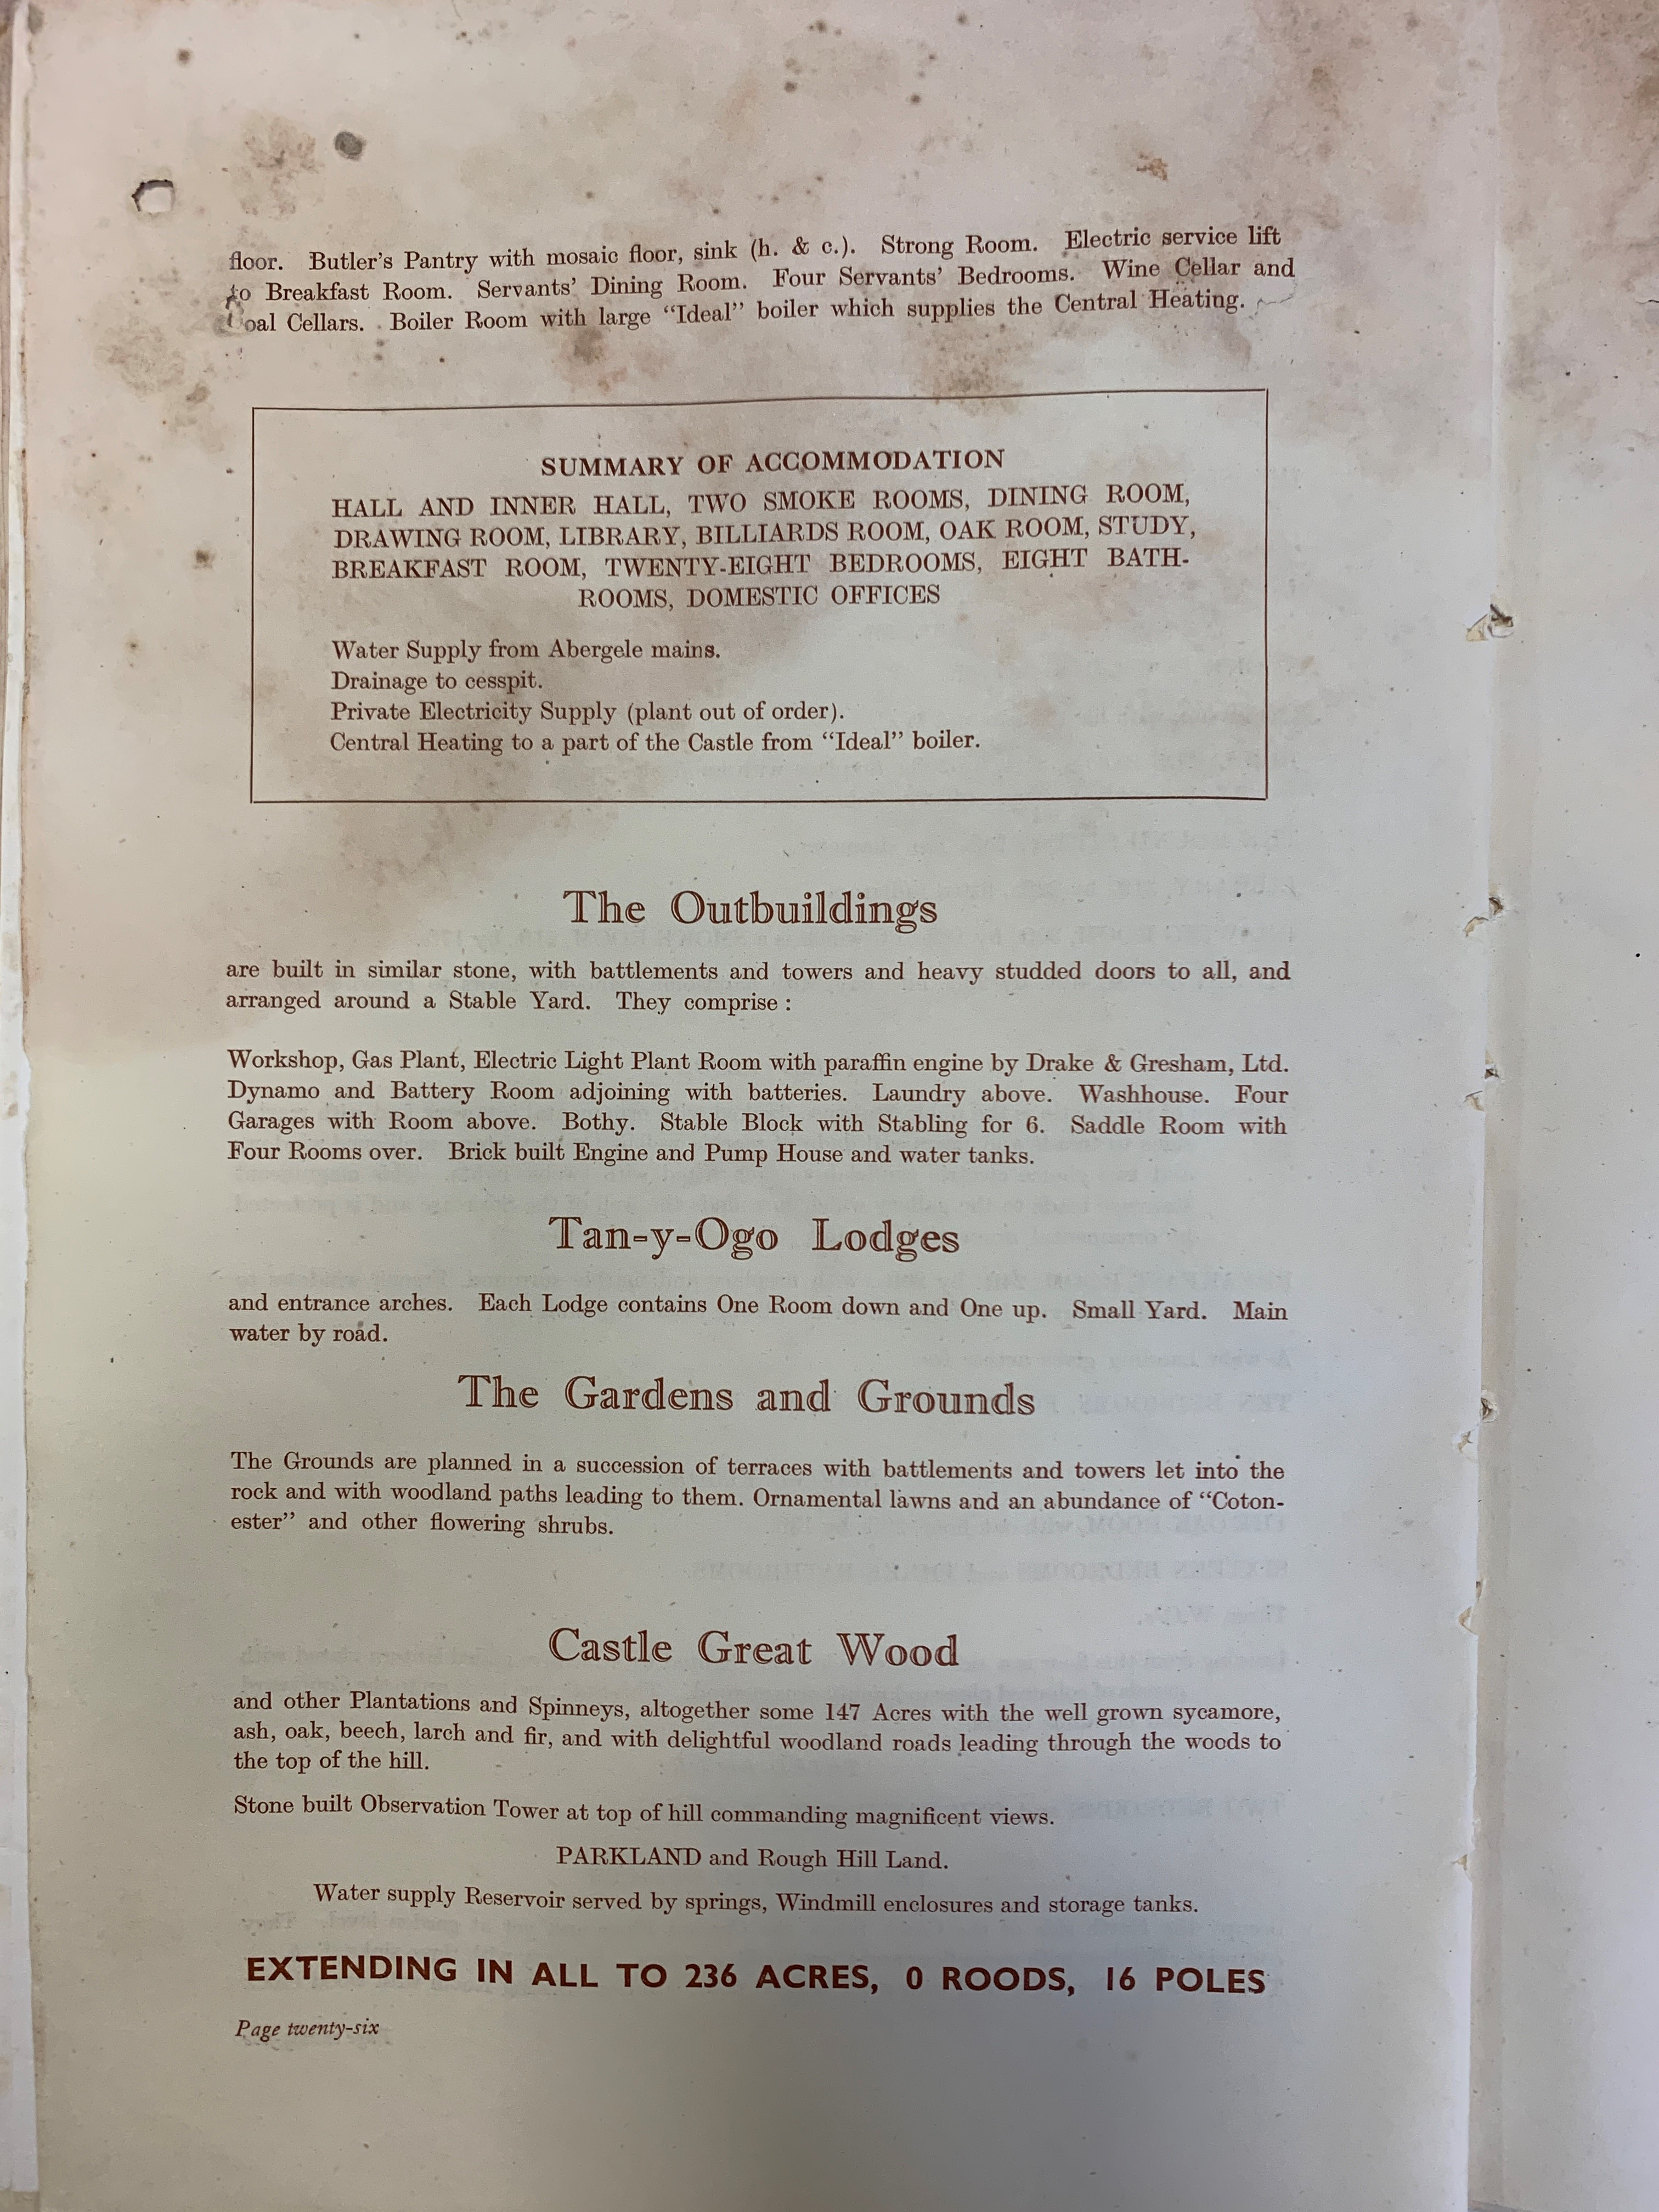 floor. Butler's Pantry with mosaic floor, sink (h. & c.). Strong Room. Electric service lift
to Breakfast Room. Servants' Dining Room. Four Servants' Bedrooms. Wine Cellar and
Coal Cellars. Boiler Room with large "Ideal" boiler which supplies the Central Heating.
SUMMARY OF ACCOMMODATION
HALL AND INNER HALL, TWO SMOKE ROOMS, DINING ROOM,
DRAWING ROOM, LIBRARY, BILLIARDS ROOM, OAK ROOM, STUDY,
BREAKFAST ROOM, TWENTY-EIGHT BEDROOMS, EIGHT BATH-
ROOMS, DOMESTIC OFFICES
Water Supply from Abergele mains.
Drainage to cesspit.
Private Electricity Supply (plant out of order).
Central Heating to a part of the Castle from "Ideal" boiler.
The Outbuildings
are built in similar stone, with battlements and towers and heavy studded doors to all, and
arranged around a Stable Yard. They comprise :
Workshop, Gas Plant, Electric Light Plant Room with paraffin engine by Drake & Gresham, Ltd.
Dynamo and Battery Room adjoining with batteries. Laundry above. Washhouse. Four
Garages with Room above. Bothy. Stable Block with Stabling for 6. Saddle Room with
Four Rooms over. Brick built Engine and Pump House and water tanks.
Tan-y-Ogo Lodges
and entrance arches. Each Lodge contains One Room down and One up. Small Yard. Main
water by road.
The Gardens and Grounds
The Grounds are planned in a succession of terraces with battlements and towers let into the
rock and with woodland paths leading to them. Ornamental lawns and an abundance of "Coton-
ester" and other flowering shrubs.
Castle Great Wood
and other Plantations and Spinneys, altogether some 147 Acres with the well grown sycamore,
ash, oak, beech, larch and fir, and with delightful woodland roads leading through the woods to
the top of the hill.
Stone built Observation Tower at top of hill commanding magnificent views.
PARKLAND and Rough Hill Land.
Water supply Reservoir served by springs, Windmill enclosures and storage tanks.
EXTENDING IN ALL TO 236 ACRES, 0 ROODS, 16 POLES
Page twenty-six